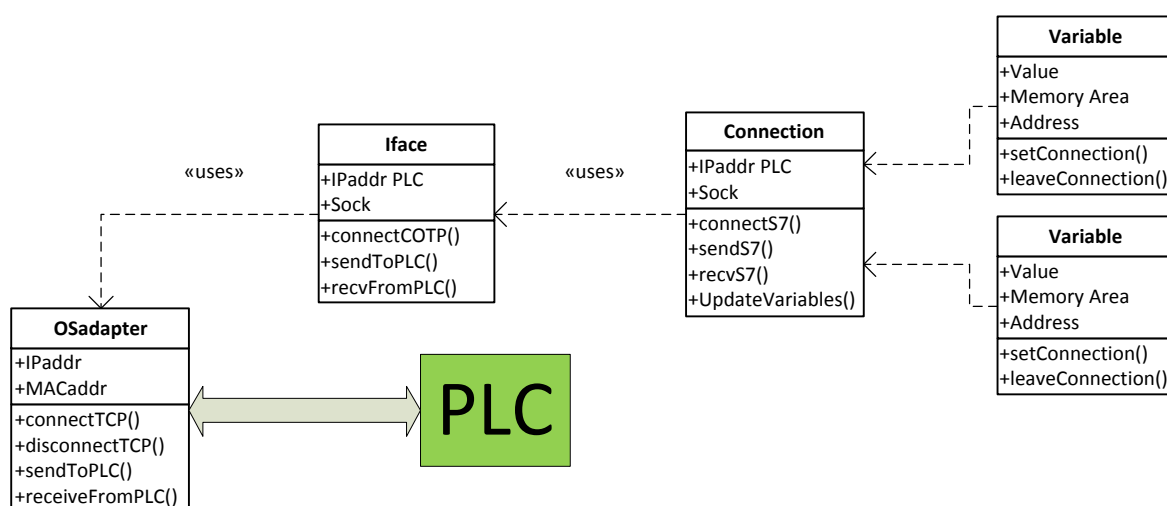 Variable
+Value
+Memory Area
+Address
+setConnection()
+leaveConnection()
Connection
+IPaddr PLC
+Sock
+connectS7()
+sendS7()
+recvS7()
+UpdateVariables()
«uses»
Iface
+IPaddr PLC
+Sock
+connectCOTP()
+sendToPLC()
+recvFromPLC()
«uses»
Variable
+Value
+Memory Area
+Address
+setConnection()
+leaveConnection()
OSadapter
+IPaddr
+MACaddr
+connectTCP()
+disconnectTCP()
+sendToPLC()
+receiveFromPLC()
PLC